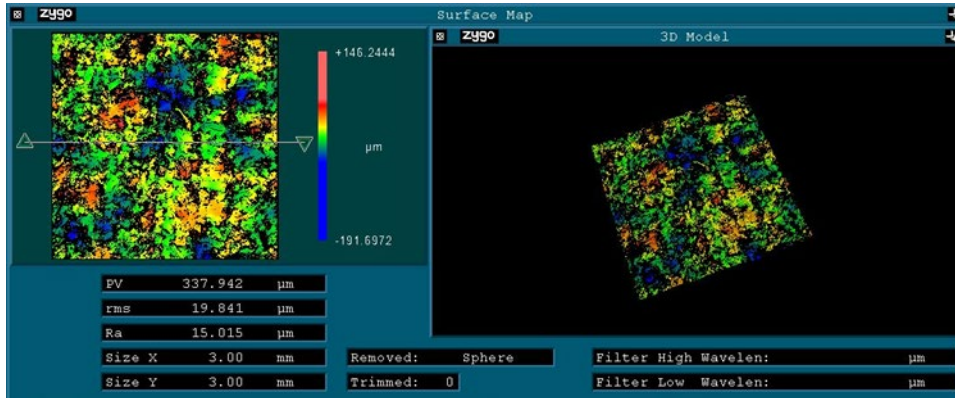 zygo Surface Map
+146.2444
µm
-191.6972
zygo 3D Model
PV 337.942 µm
rms 19.841 µm
Ra 15.015 µm
Size X 3.00 mm
Size Y 3.00 mm
Removed: Sphere
Trimmed: 0
Filter High Wavelen: µm
Filter Low Wavelen: µm